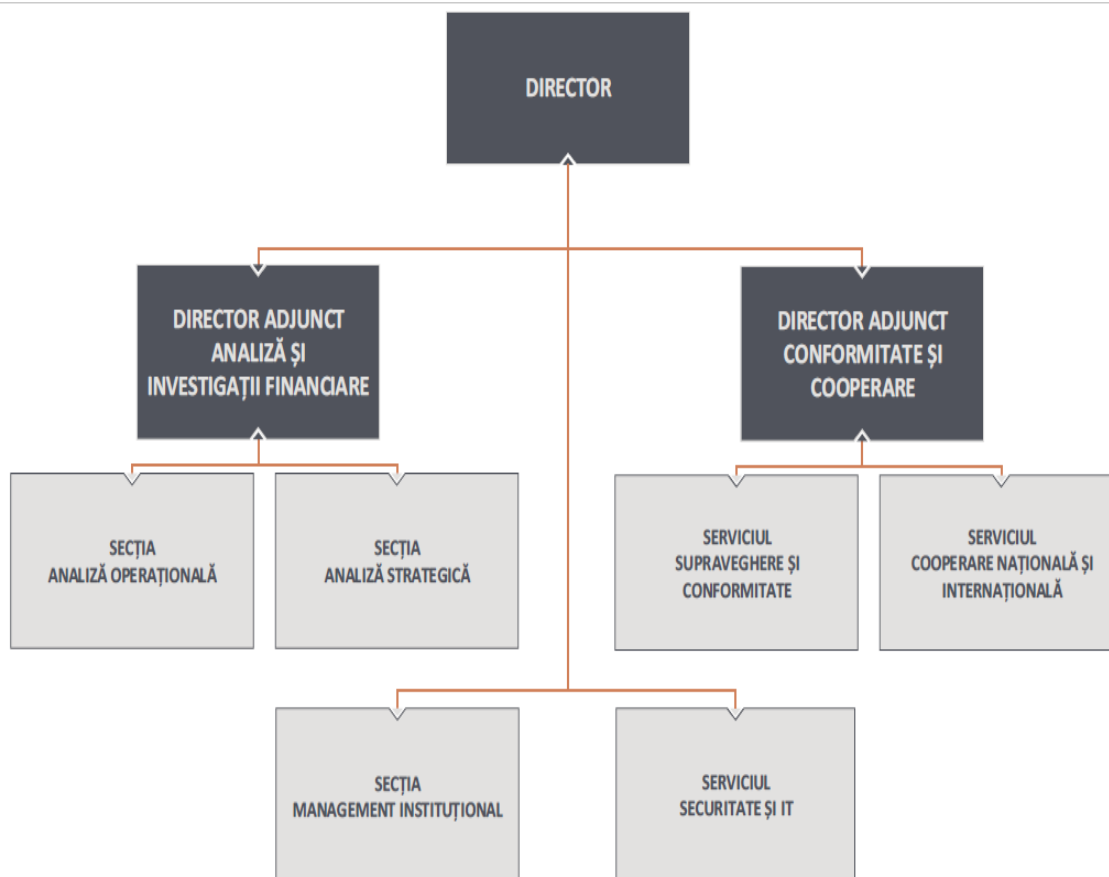 DIRECTOR
DIRECTOR ADJUNCT
ANALIZĂ ȘI
INVESTIGAȚII FINANCIARE
DIRECTOR ADJUNCT
CONFORMITATE ȘI
COOPERARE
SECȚIA
ANALIZĂ OPERAȚIONALĂ
SECȚIA
ANALIZĂ STRATEGICĂ
SERVICIUL
SUPRAVEGHERE ȘI
CONFORMITATE
SERVICIUL
COOPERARE NAȚIONALĂ ȘI
INTERNAȚIONALĂ
SECȚIA
MANAGEMENT INSTITUȚIONAL
SERVICIUL
SECURITATE ȘI IT